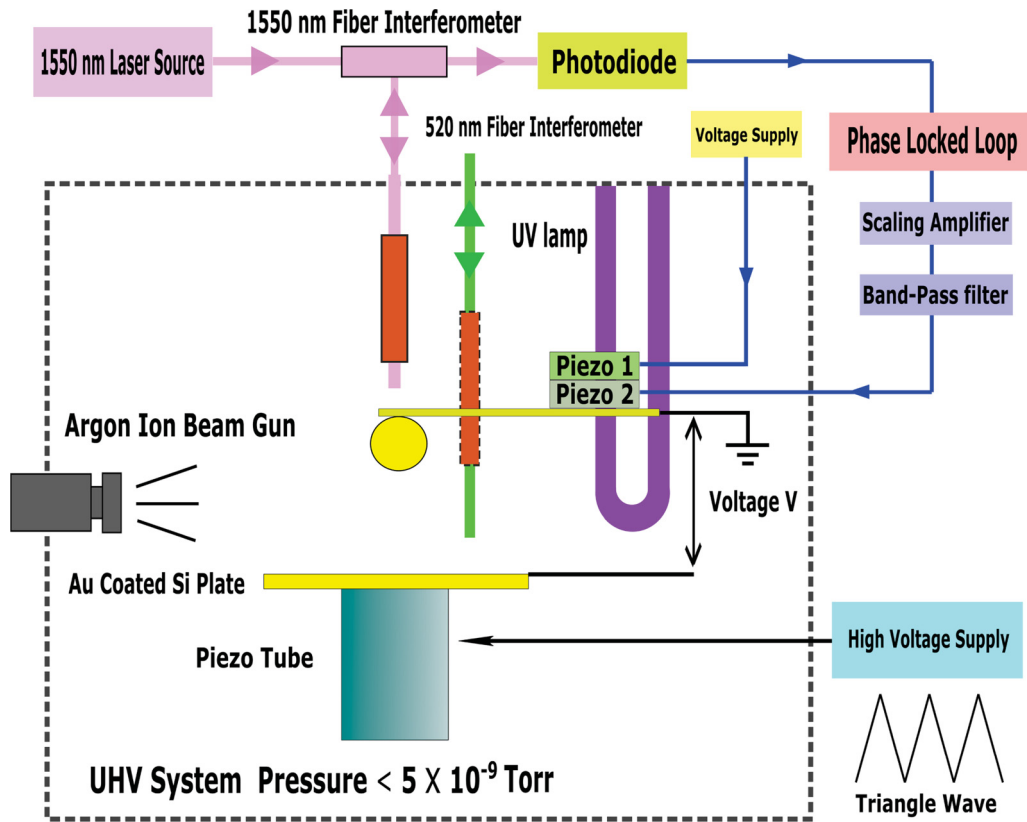 1550 nm Fiber Interferometer
1550 nm Laser Source
Photodiode
520 nm Fiber Interferometer
Voltage Supply
Phase Locked Loop
UV lamp
Scaling Amplifier
Band-Pass filter
Piezo 1
Piezo 2
Argon Ion Beam Gun
Voltage V
Au Coated Si Plate
Piezo Tube
High Voltage Supply
UHV System Pressure < 5 X 10⁻⁹ Torr
Triangle Wave